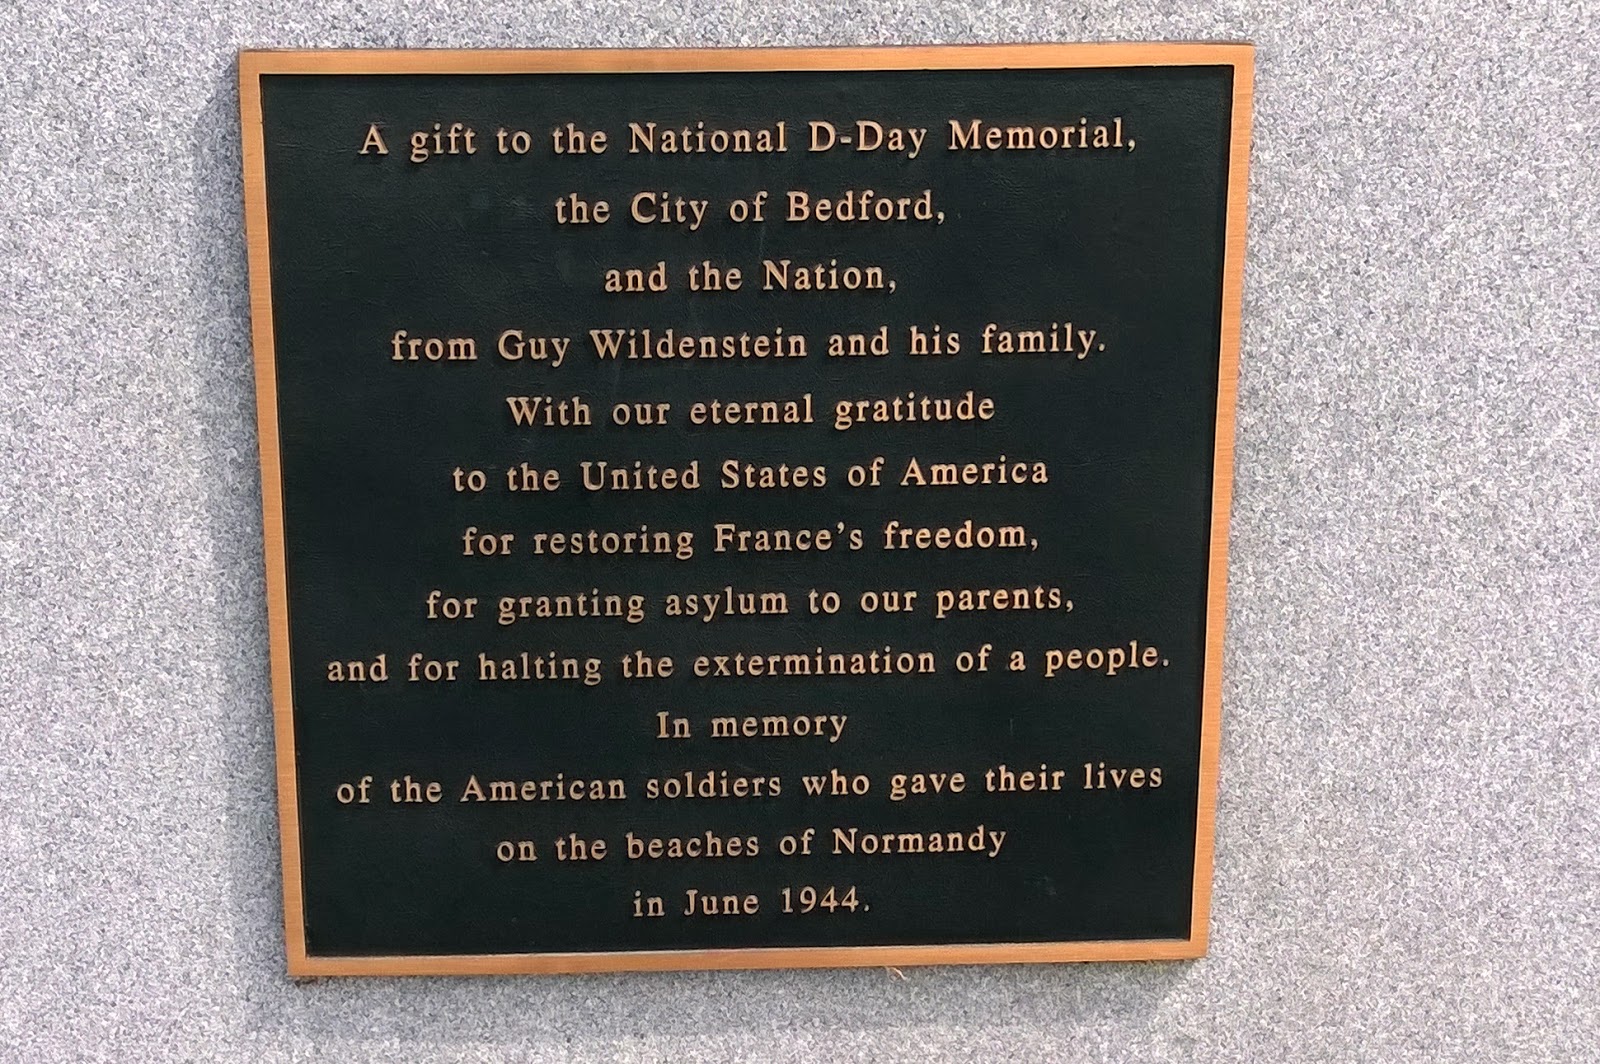 A gift to the National D-Day Memorial,
the City of Bedford,
and the Nation,
from Guy Wildenstein and his family.
With our eternal gratitude
to the United States of America
for restoring France's freedom,
for granting asylum to our parents,
and for halting the extermination of a people.
In memory
of the American soldiers who gave their lives
on the beaches of Normandy
in June 1944.